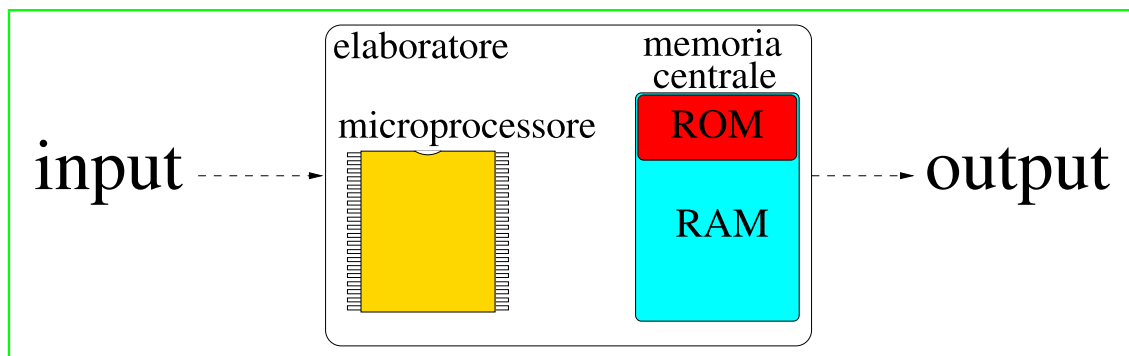 input
elaboratore
microprocessore
memoria
centrale
ROM
RAM
output